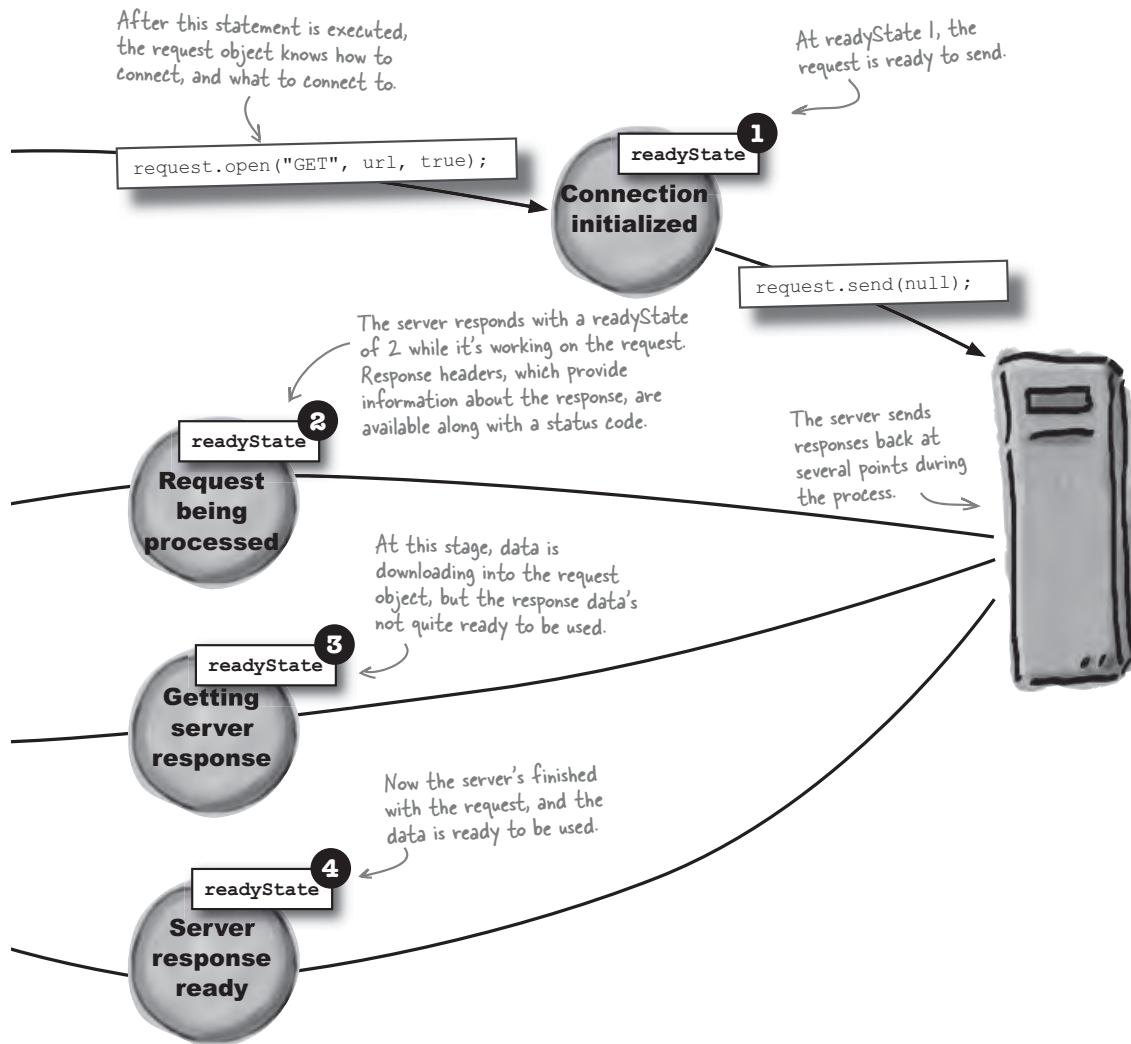 After this statement is executed,
the request object knows how to
connect, and what to connect to.
At readyState 1, the
request is ready to send.
request.open("GET", url, true);
readyState
1
Connection
initialized
request.send(null);
The server responds with a readyState
of 2 while it's working on the request.
Response headers, which provide
information about the response, are
available along with a status code.
readyState
2
Request
being
processed
The server sends
responses back at
several points during
the process.
At this stage, data is
downloading into the request
object, but the response data's
not quite ready to be used.
readyState
3
Getting
server
response
Now the server's finished
with the request, and the
data is ready to be used.
readyState
4
Server
response
ready